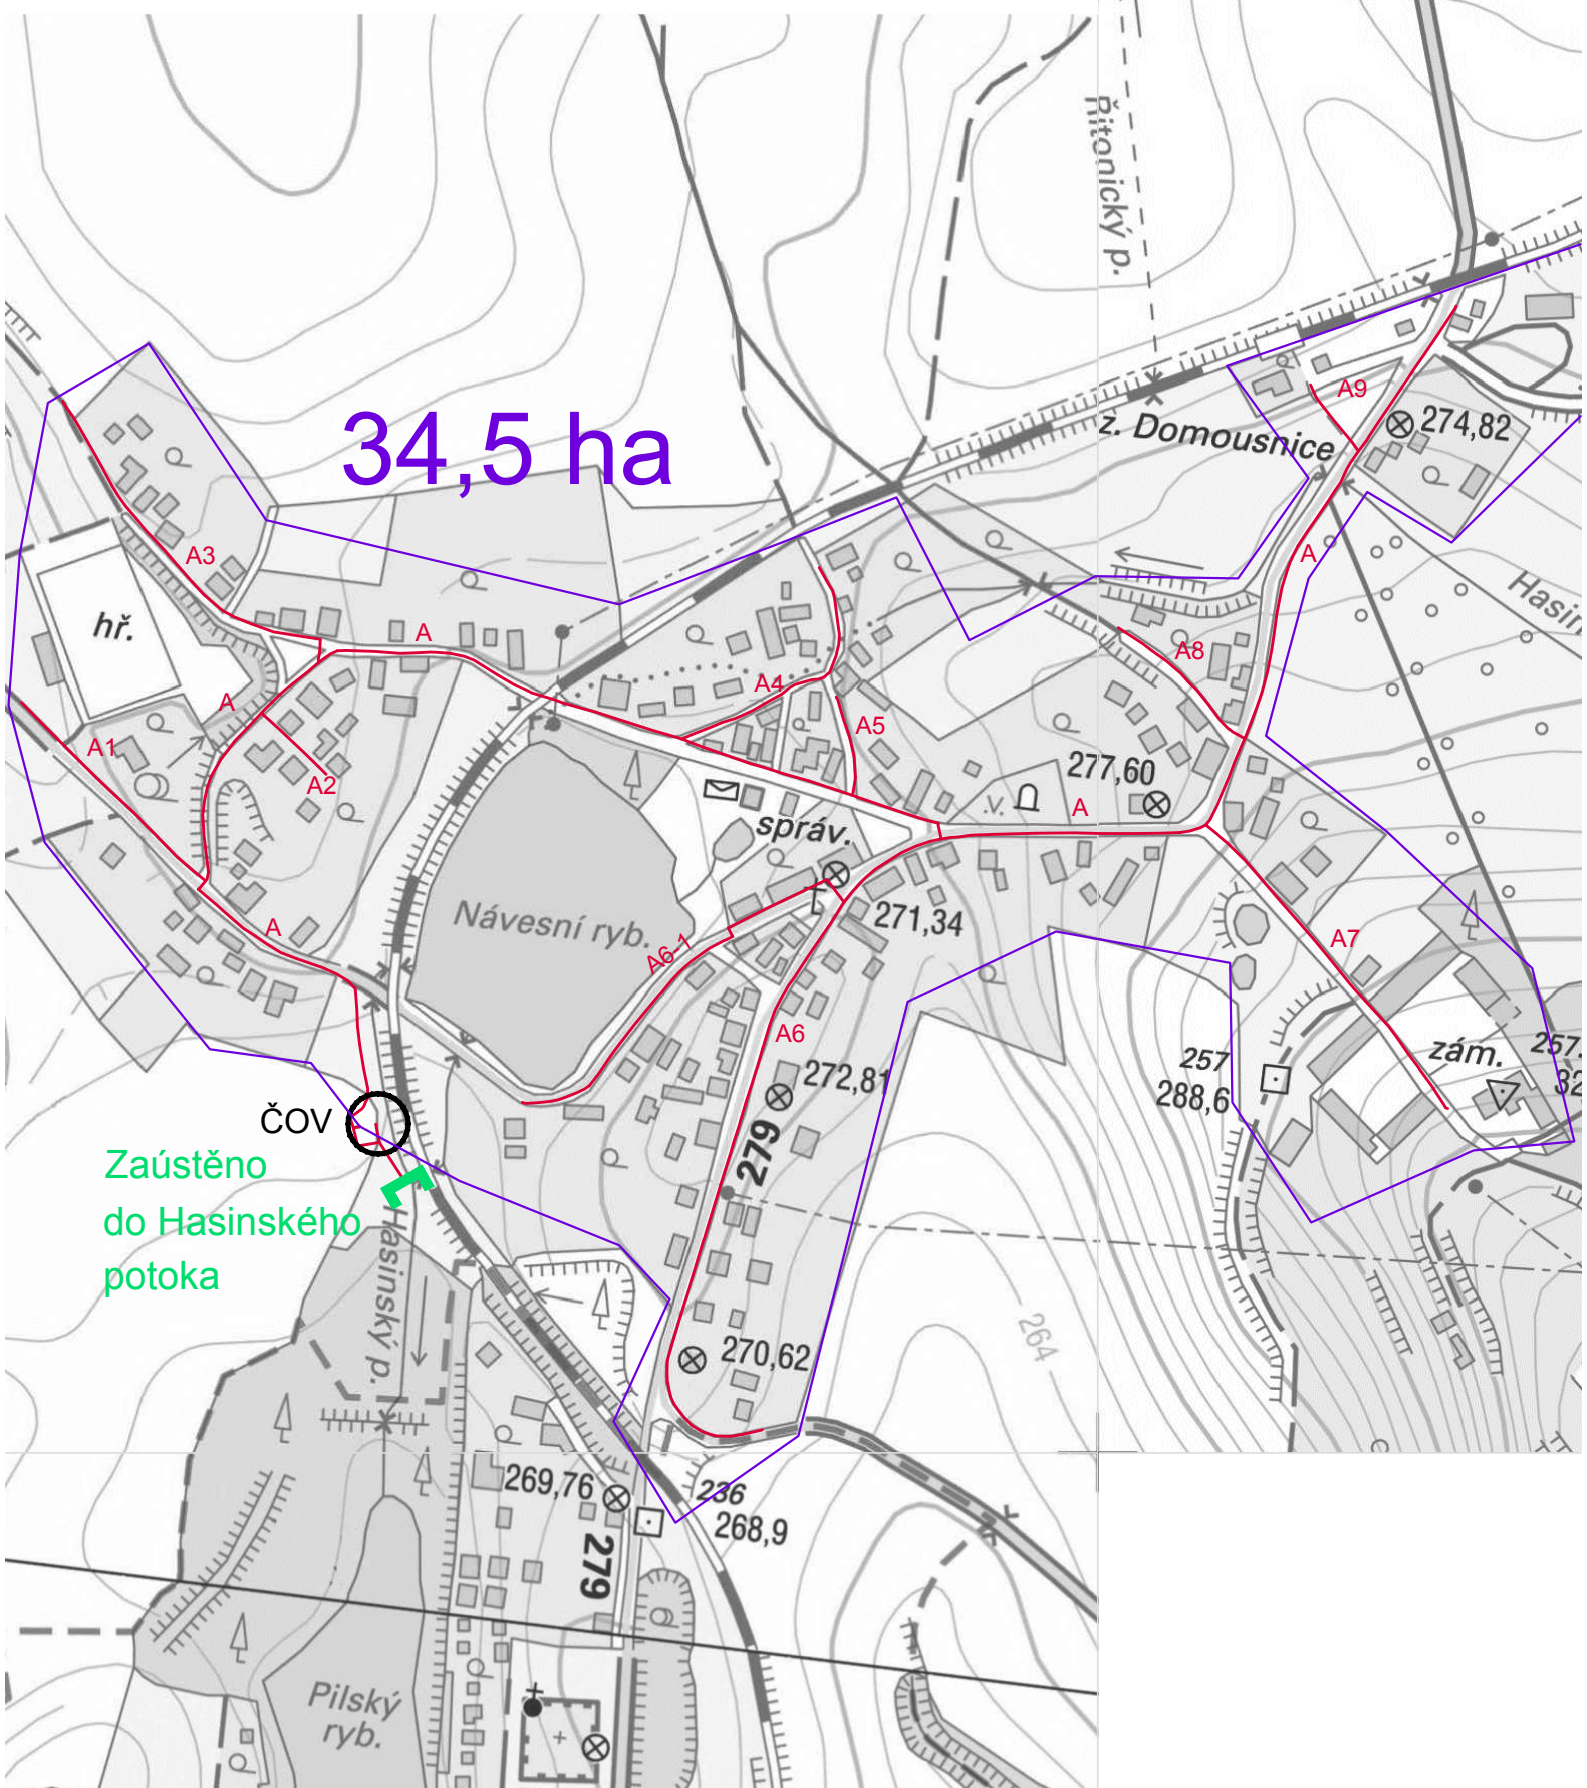 Řitonický p.
z. Domousnice
A9
274,82
34,5 ha
A3
A
Hasin
hř.
A
A8
A4
A
A5
A1
A2
277,60
.v.
A
správ.
Návesní ryb.
271,34
A
A6-1
A7
A6
zám.
257.
32
257
288,6
272,81
279
ČOV
Zaústěno
do Hasinského
potoka
Hasinský p.
264
270,62
269,76
236
268,9
279
Pilský
ryb.